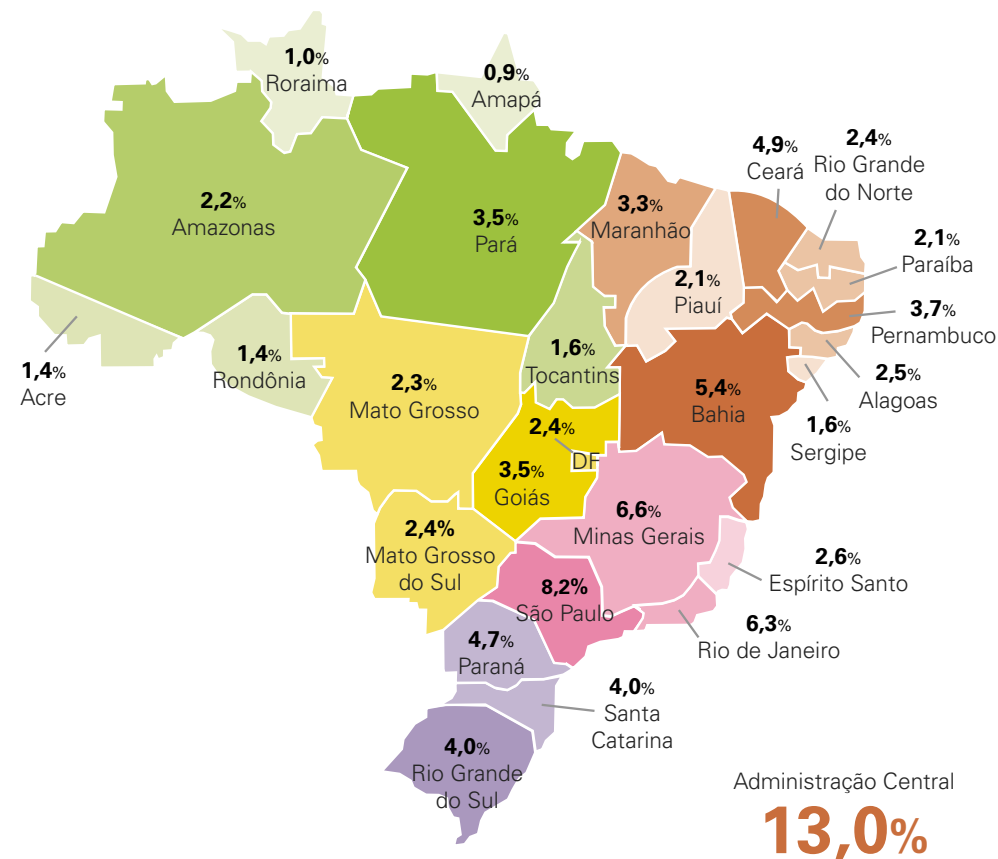 1,0%
Roraima
0,9%
Amapá
4,9%
Ceará
2,4%
Rio Grande
do Norte
2,2%
Amazonas
3,5%
Pará
3,3%
Maranhão
2,1%
Paraíba
2,1%
Piauí
3,7%
Pernambuco
1,4%
Acre
1,4%
Rondônia
2,3%
Mato Grosso
1,6%
Tocantins
5,4%
Bahia
2,5%
Alagoas
1,6%
Sergipe
2,4%
DF
3,5%
Goiás
6,6%
Minas Gerais
2,4%
Mato Grosso
do Sul
2,6%
Espírito Santo
8,2%
São Paulo
6,3%
Rio de Janeiro
4,7%
Paraná
4,0%
Santa
Catarina
4,0%
Rio Grande
do Sul
Administração Central
13,0%